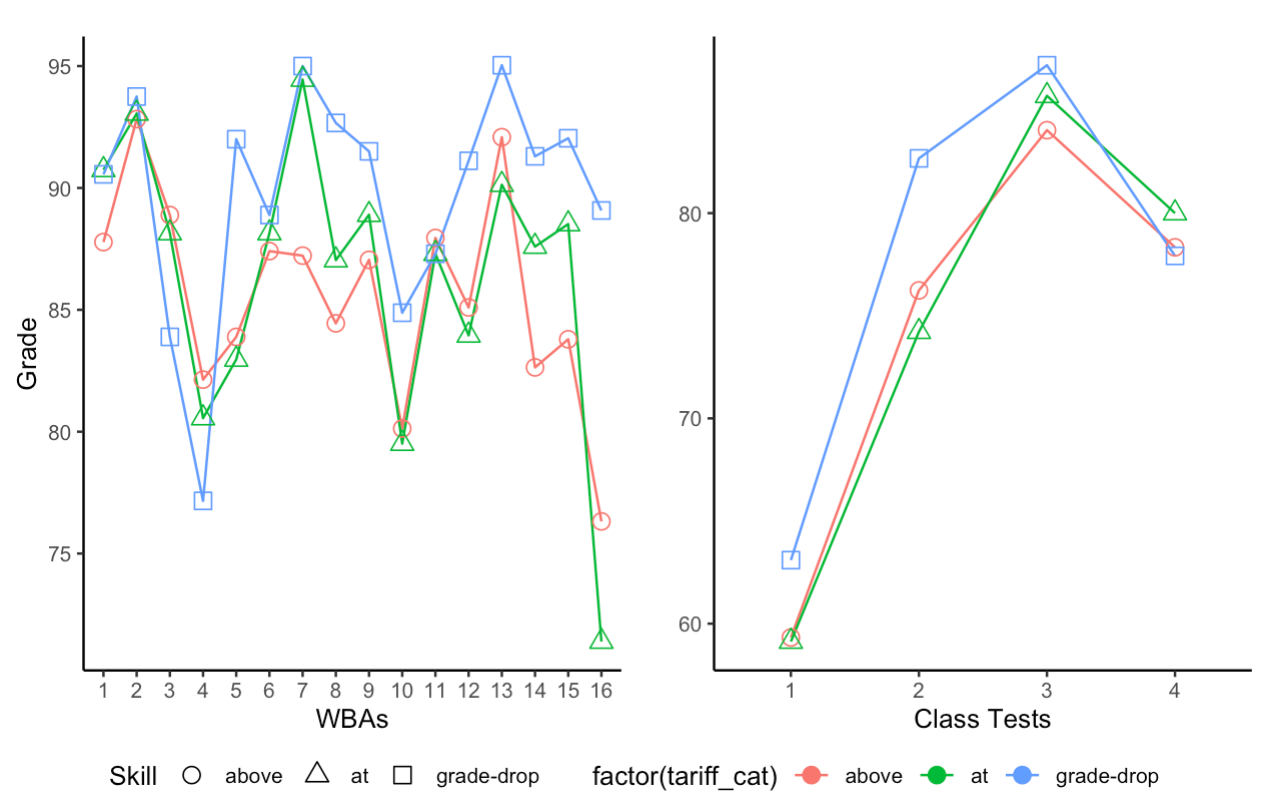 Grade
95
90
85
80
75
1 2 3 4 5 6 7 8 9 10 11 12 13 14 15 16
WBAs
80
70
60
1 2 3 4
Class Tests
Skill above at grade-drop
factor(tariff_cat) above at grade-drop